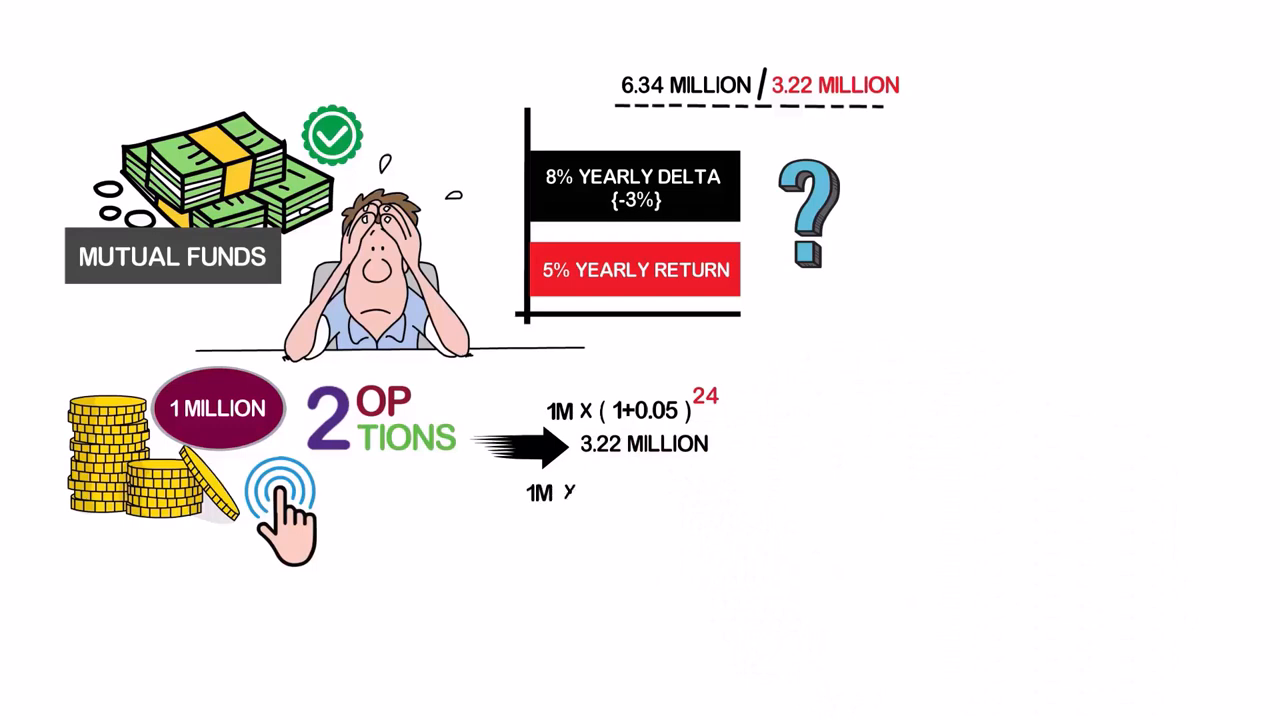 6.34 MILLION / 3.22 MILLION
8% YEARLY DELTA
{-3%}
?
MUTUAL FUNDS
5% YEARLY RETURN
1 MILLION
2 OP
TIONS
1M x ( 1+0.05 )24
3.22 MILLION
1M x